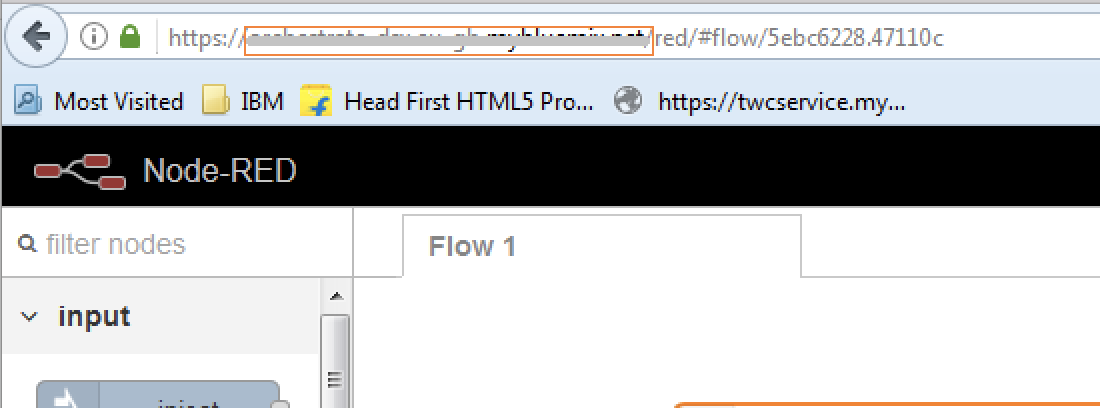 https://red/#flow/5ebc6228.47110c
Most Visited IBM Head First HTML5 Pro... https://twcservice.my...
Node-RED
filter nodes
Flow 1
input
inject